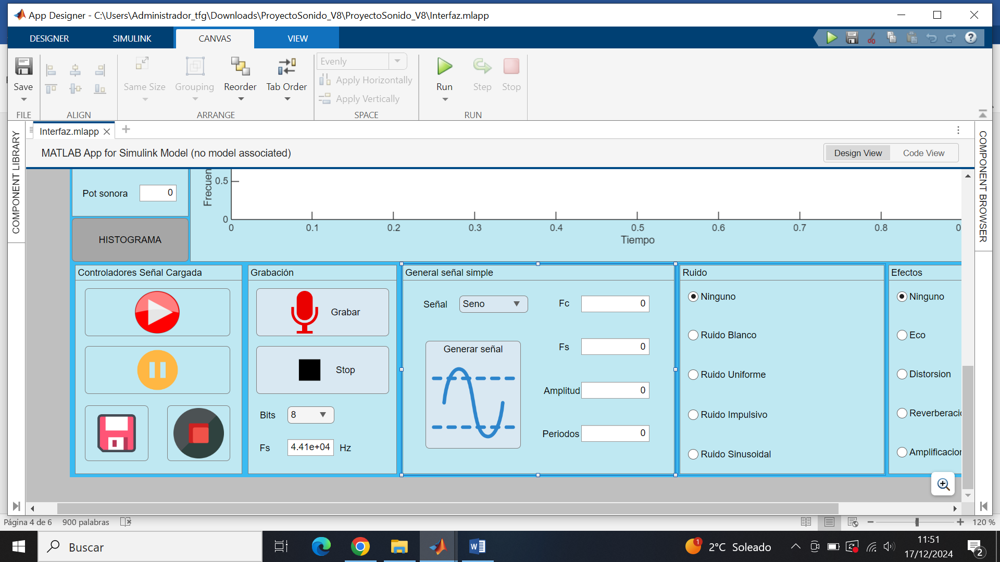 App Designer - C:\Users\Administrador_tfg\Downloads\ProyectoSonido_V8\ProyectoSonido_V8\Interfaz.mlapp
DESIGNER SIMULINK CANVAS VIEW
Save
Same Size Grouping Reorder Tab Order
Evenly
Apply Horizontally
Apply Vertically
Run Step Stop
FILE ALIGN ARRANGE SPACE RUN
Interfaz.mlapp
MATLAB App for Simulink Model (no model associated)
Design View Code View
COMPONENT LIBRARY
COMPONENT BROWSER
Pot sonora 0
Frecuen
0.5
0
0 0.1 0.2 0.3 0.4 0.5 0.6 0.7 0.8 0
Tiempo
HISTOGRAMA
Controladores Señal Cargada
Grabación
Grabar
Stop
Bits 8
Fs 4.41e+04 Hz
General señal simple
Señal Seno
Generar señal
Fc 0
Fs 0
Amplitud 0
Periodos 0
Ruido
Ninguno
Ruido Blanco
Ruido Uniforme
Ruido Impulsivo
Ruido Sinusoidal
Efectos
Ninguno
Eco
Distorsion
Reverberacio
Amplificacion
Página 4 de 6 900 palabras
120 %
Buscar
1
2°C Soleado
11:51
17/12/2024
2